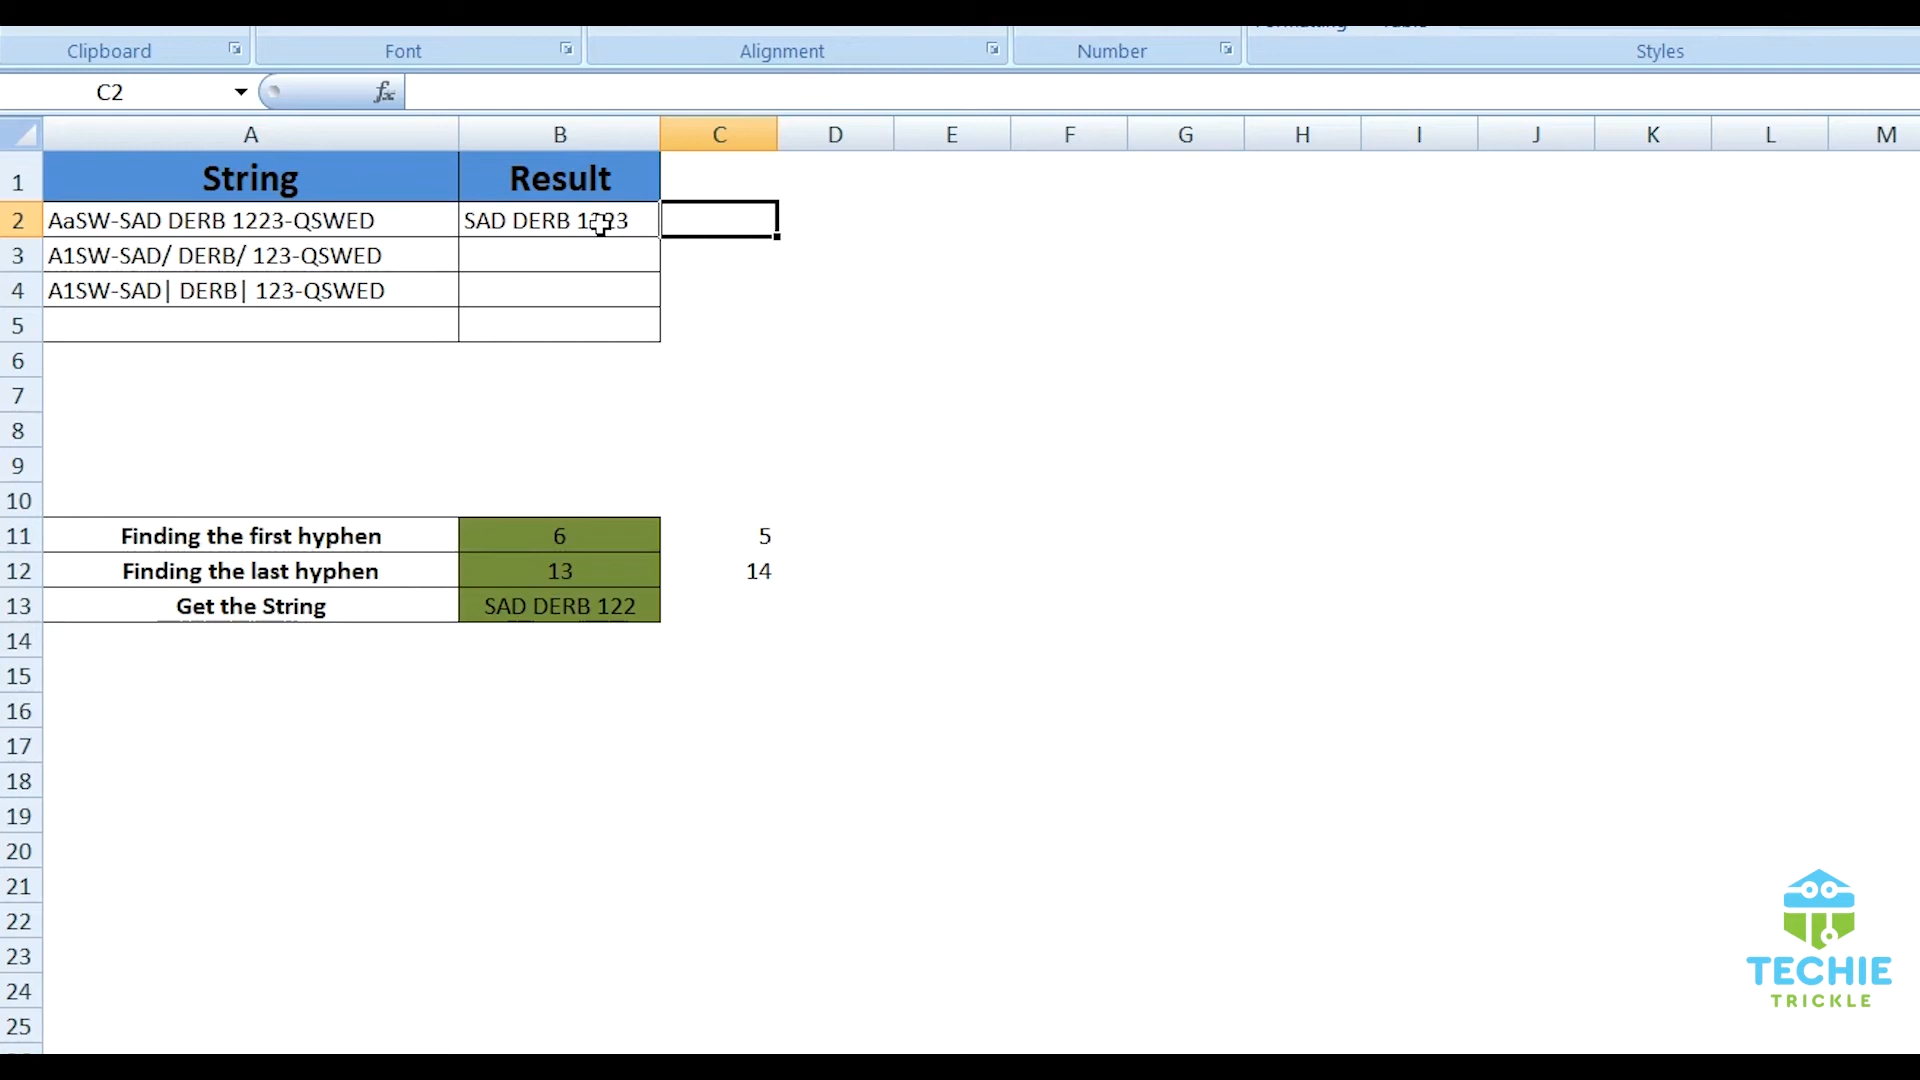 Clipboard Font Alignment Number Styles
C2 fx
A B C D E F G H I J K L M
1 String Result
2 AaSW-SAD DERB 1223-QSWED SAD DERB
3 A1SW-SAD/ DERB/ 123-QSWED
4 A1SW-SAD| DERB| 123-QSWED
5
6
7
8
9
10
11 Finding the first hyphen 6 5
12 Finding the last hyphen 13 14
13 Get the String SAD DERB 122
14
15
16
17
18
19
20
21
22
23
24
25
TECHIE
TRICKLE